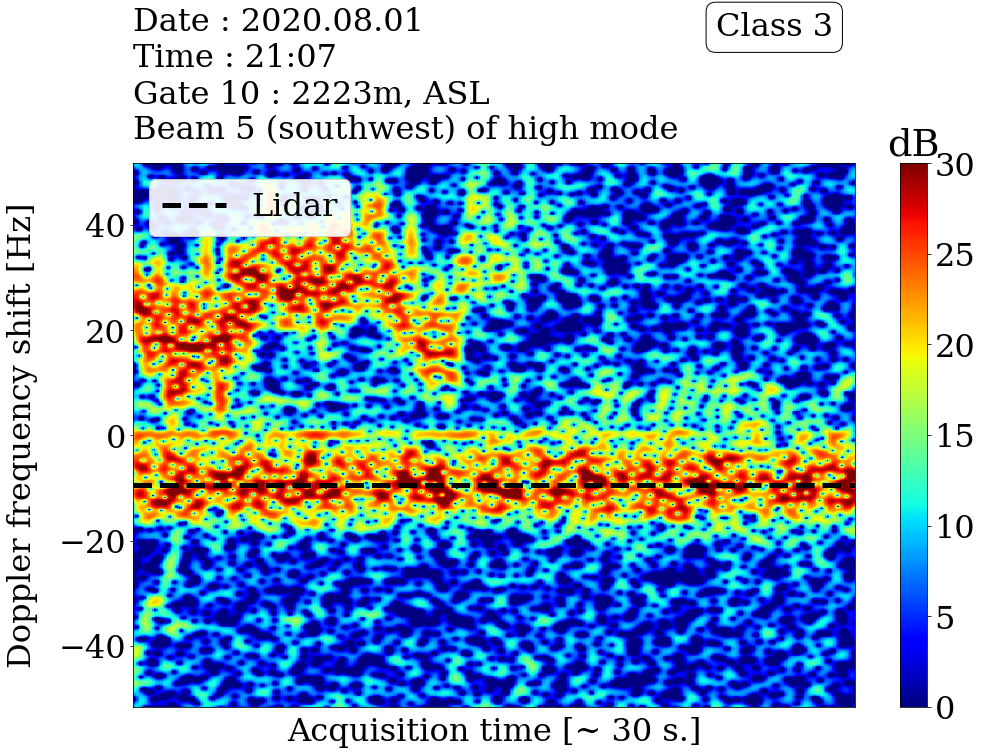 Date : 2020.08.01
Time : 21:07
Gate 10 : 2223m, ASL
Beam 5 (southwest) of high mode
Class 3
dB
Lidar
Doppler frequency shift [Hz]
40
20
0
−20
−40
30
25
20
15
10
5
0
Acquisition time [~ 30 s.]